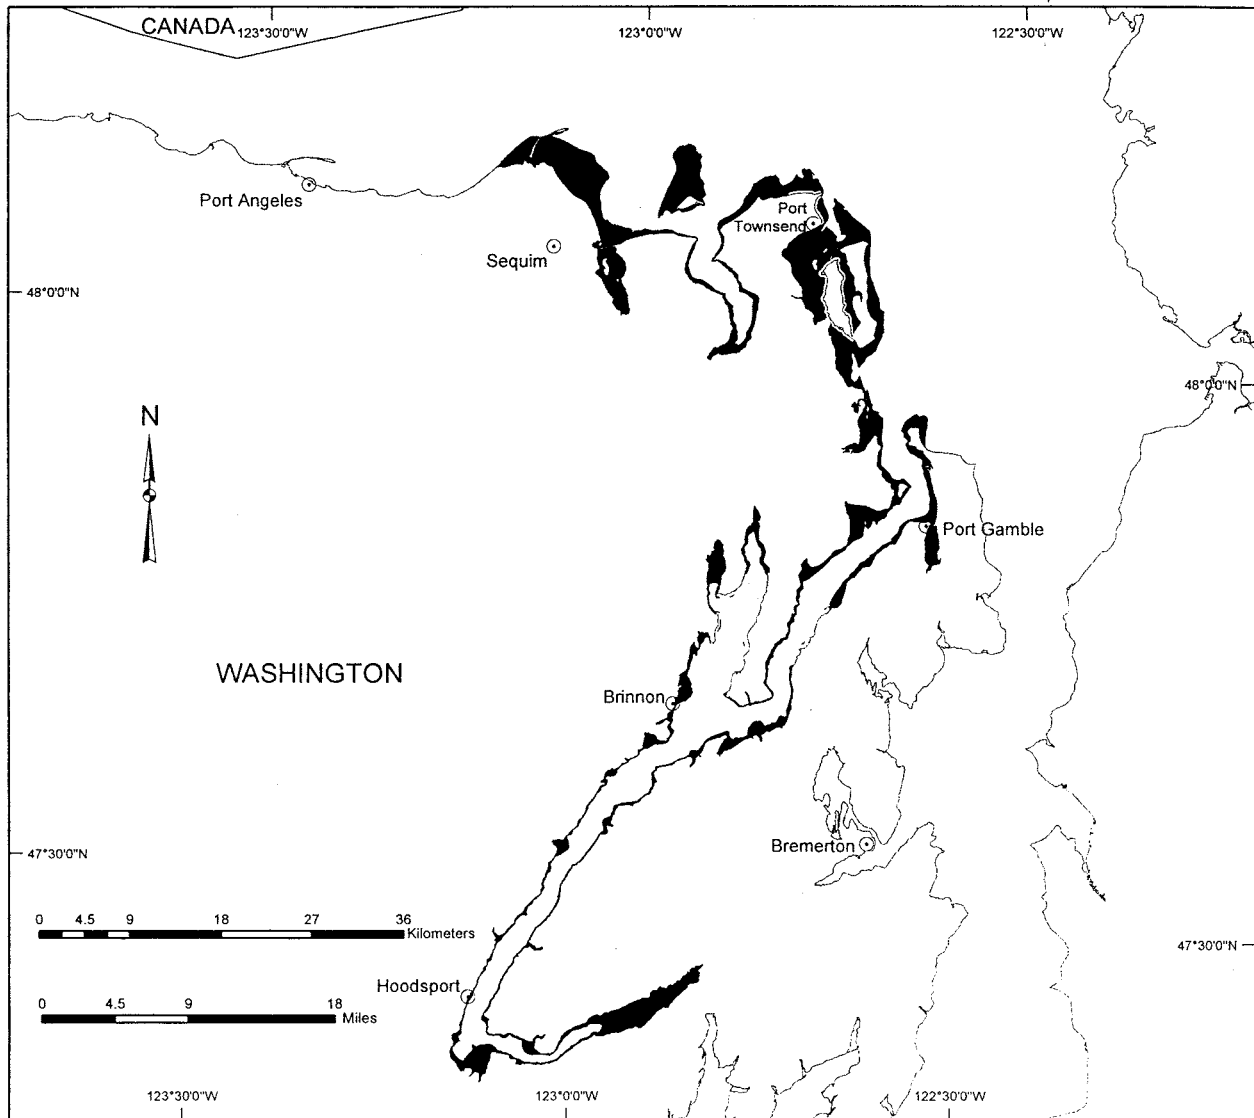 CANADA
123°30'0"W
123°0'0"W
122°30'0"W
Port Angeles
Port
Townsend
Sequim
48°0'0"N
48°0'0"N
N
Port Gamble
WASHINGTON
Brinnon
Bremerton
47°30'0"N
0 4.5 9 18 27 36
Kilometers
47°30'0"N
Hoodsport
0 4.5 9 18
Miles
123°30'0"W
123°0'0"W
122°30'0"W